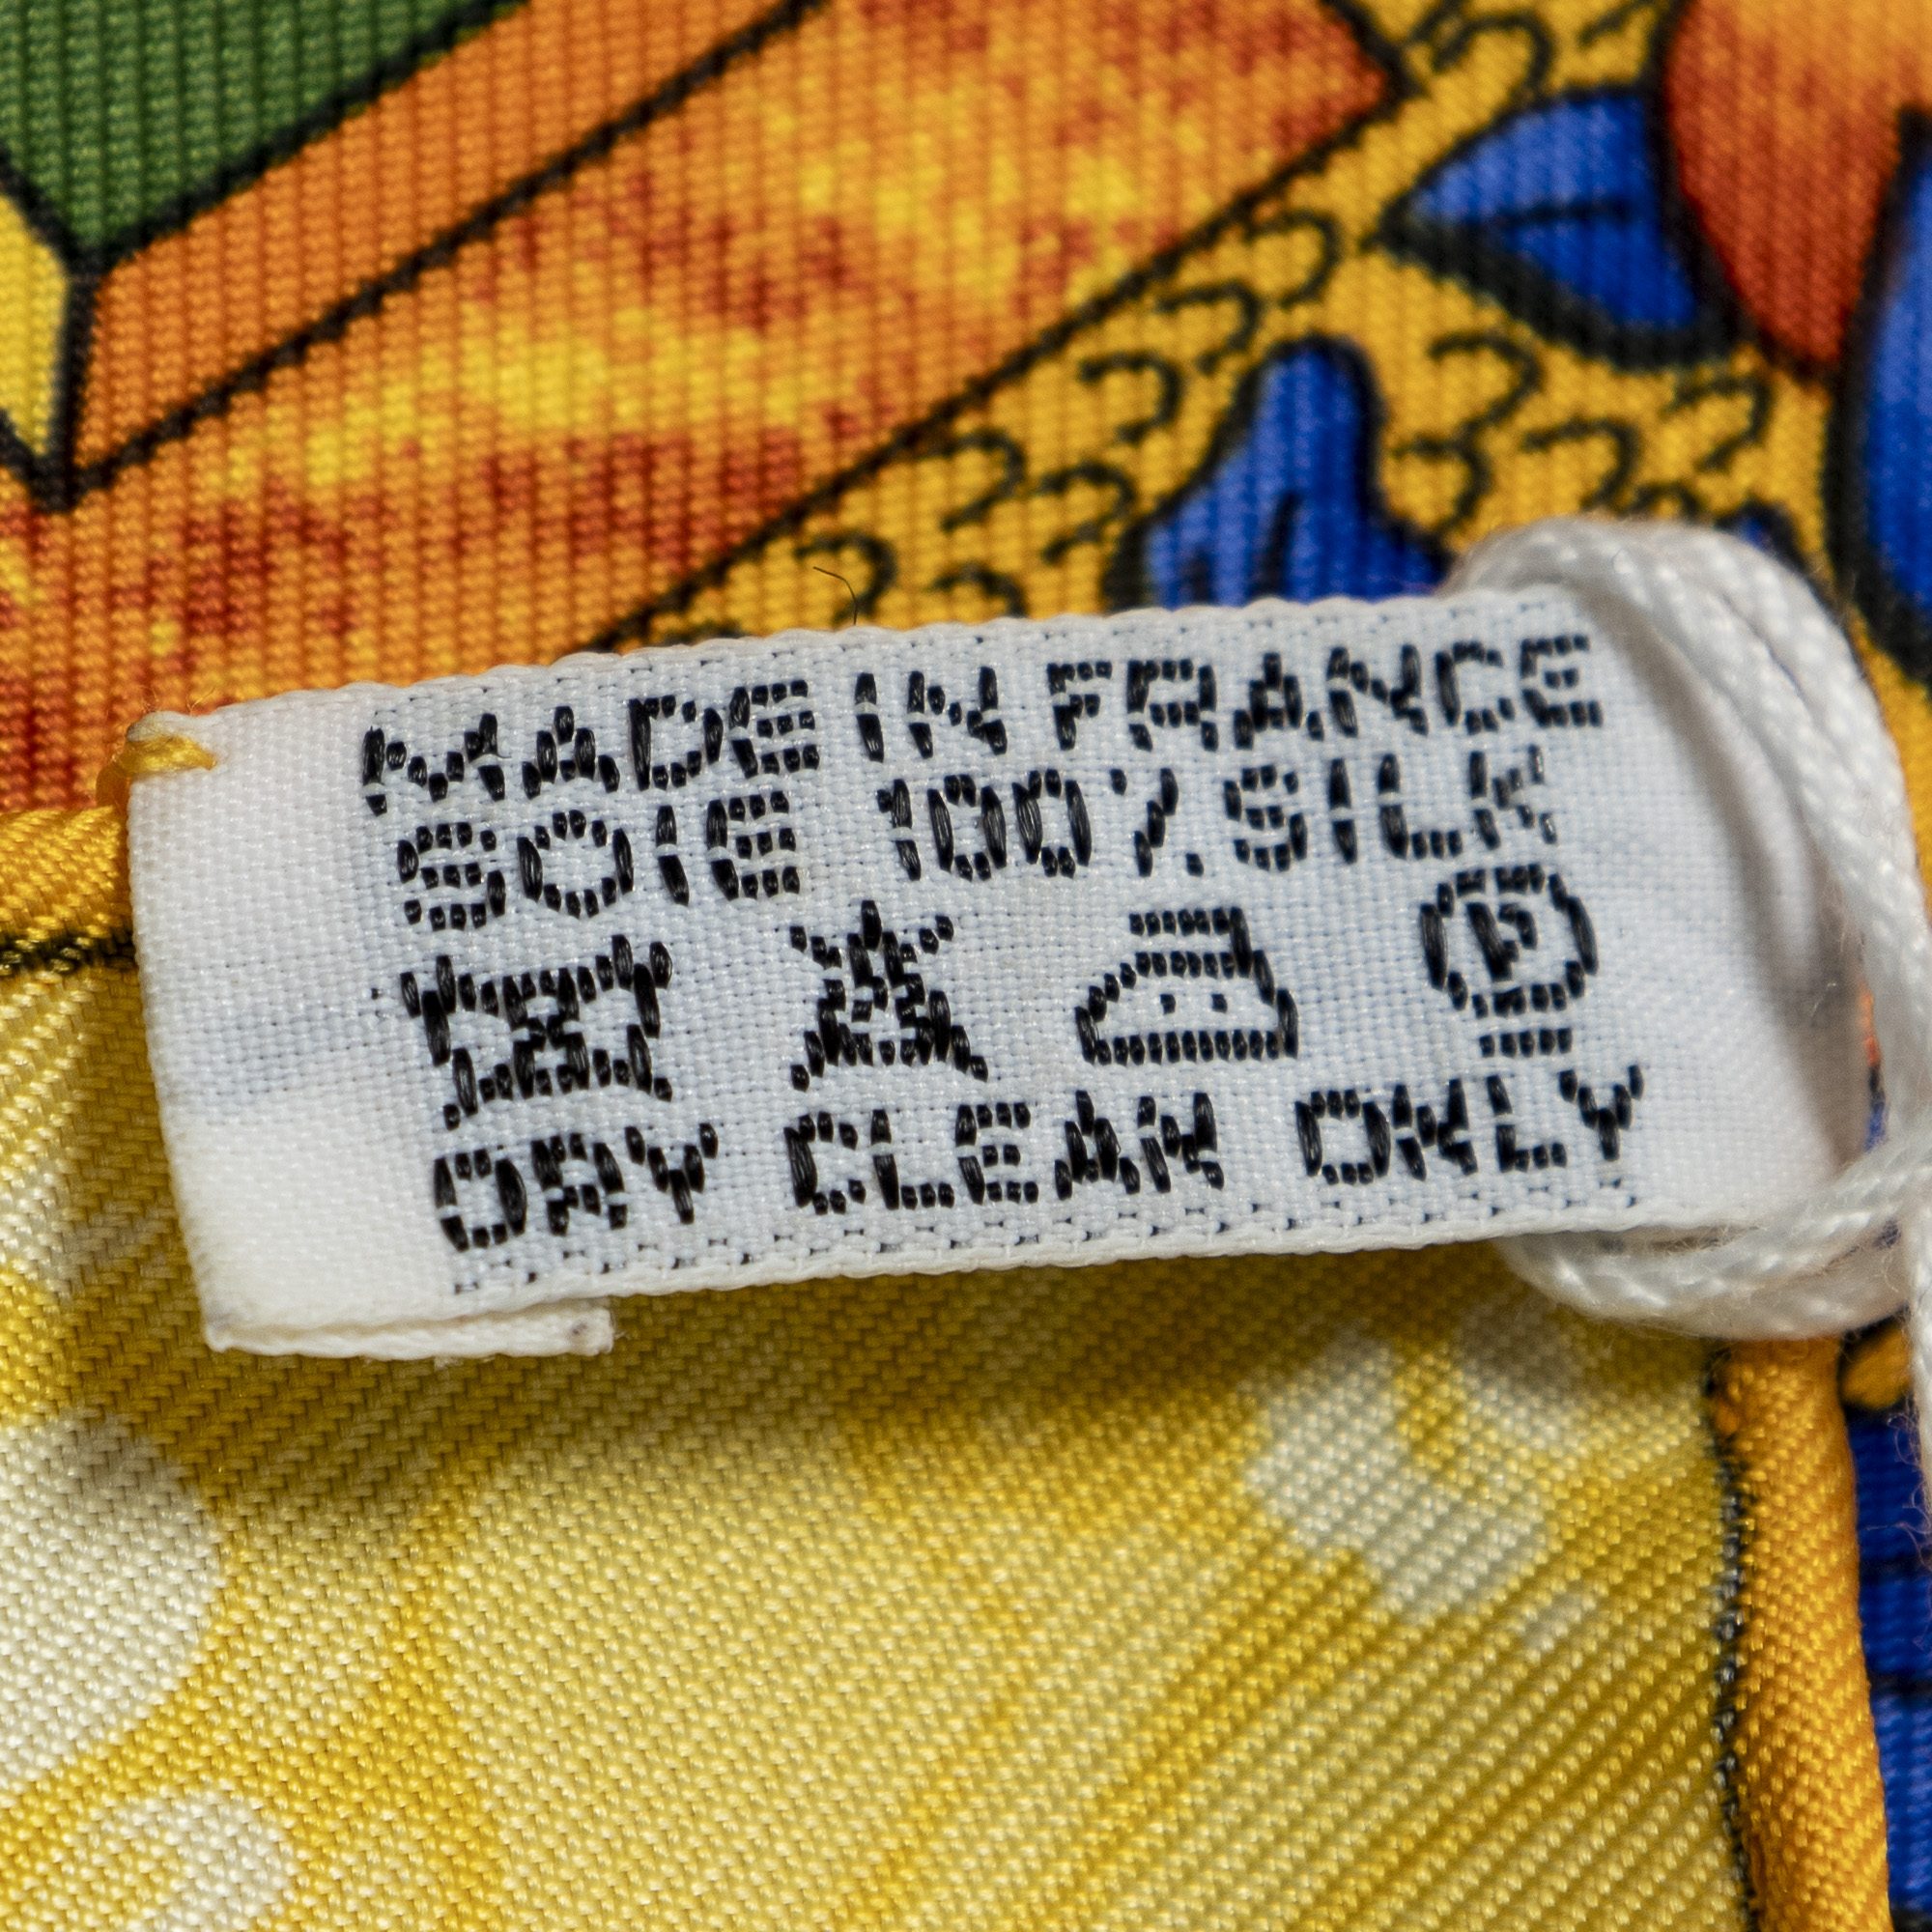 MADE IN FRANCE
SOIE 100% SILK
P
DRY CLEAN ONLY